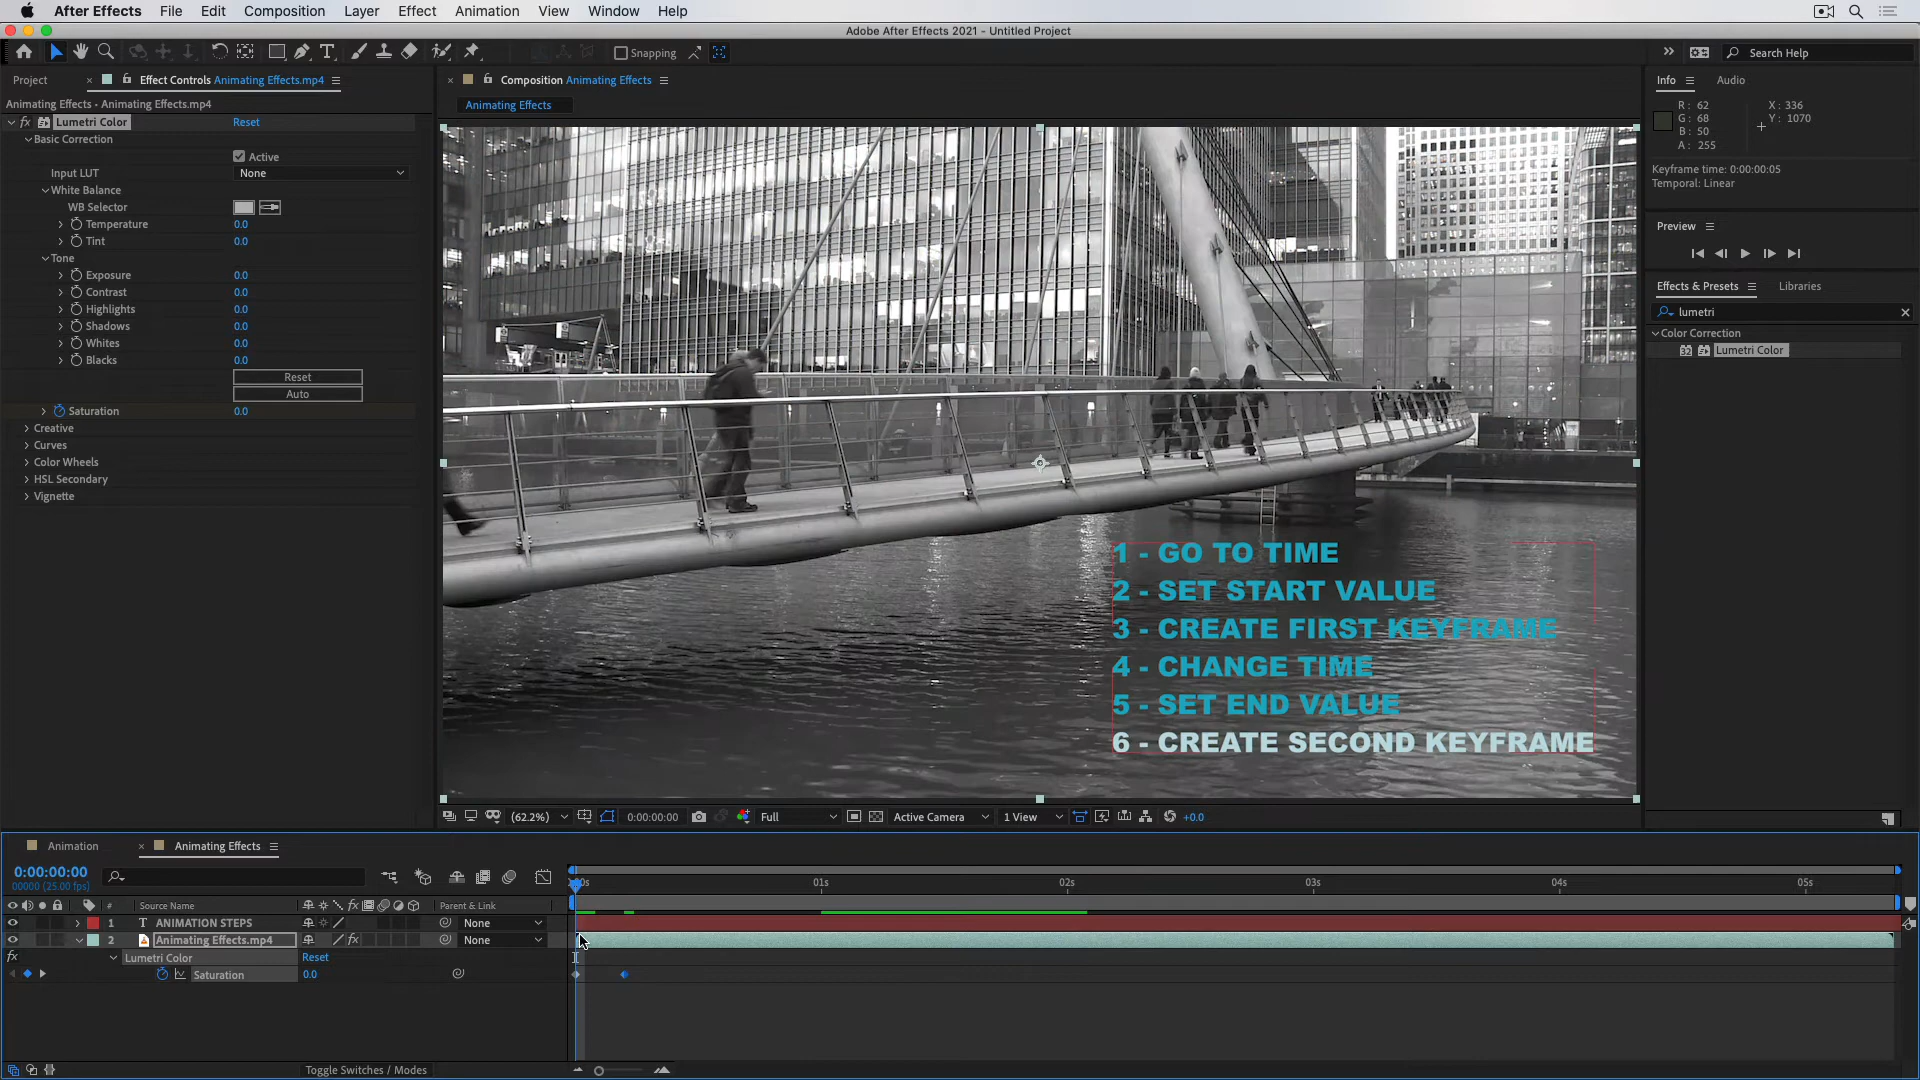 After Effects File Edit Composition Layer Effect Animation View Window Help
Adobe After Effects 2021 - Untitled Project
Snapping
Search Help
Project
Effect Controls Animating Effects.mp4
Animating Effects - Animating Effects.mp4
fx Lumetri Color Reset
Basic Correction
Active
Input LUT None
White Balance
WB Selector
Temperature 0.0
Tint 0.0
Tone
Exposure 0.0
Contrast 0.0
Highlights 0.0
Shadows 0.0
Whites 0.0
Blacks 0.0
Reset
Auto
Saturation 0.0
Creative
Curves
Color Wheels
HSL Secondary
Vignette
Composition Animating Effects
Animating Effects
1 - GO TO TIME
2 - SET START VALUE
3 - CREATE FIRST KEYFRAME
4 - CHANGE TIME
5 - SET END VALUE
6 - CREATE SECOND KEYFRAME
(62.2%) 0:00:00:00 Full Active Camera 1 View +0.0
Info Audio
R: 62 X: 336
G: 68 Y: 1070
B: 50
A: 255
Keyframe time: 0:00:00:05
Temporal: Linear
Preview
Effects & Presets Libraries
lumetri
Color Correction
32 Lumetri Color
Animation Animating Effects
0:00:00:00
00000 (25.00 fps)
01s 02s 03s 04s 05s
# Source Name fx Parent & Link
1 T ANIMATION STEPS None
2 Animating Effects.mp4 fx None
fx Lumetri Color Reset
Saturation 0.0
Toggle Switches / Modes